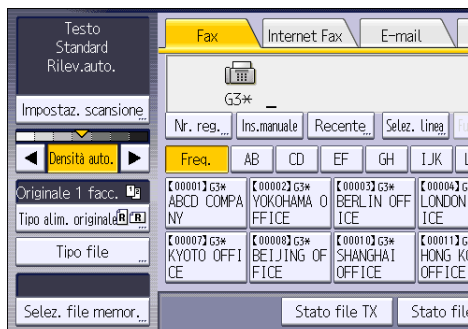 Testo
Standard
Rilev.auto.
Impostaz. scansione
Densità auto.
Originale 1 facc.
Tipo alim. originale
Tipo file
Selez. file memor.
Fax
Internet Fax
E-mail
G3* _
Nr. reg.
Ins.manuale
Recente
Selez. linea
Freq.
AB
CD
EF
GH
IJK
[00001] G3*
ABCD COMPA
NY
[00002] G3*
YOKOHAMA O
FFICE
[00003] G3*
BERLIN OFF
ICE
[00004] G
LONDON
ICE
[00007] G3*
KYOTO OFFI
CE
[00008] G3*
BEIJING OF
FICE
[00010] G3*
SHANGHAI
OFFICE
[00011] G
HONG K
OFFICE
Stato file TX
Stato file